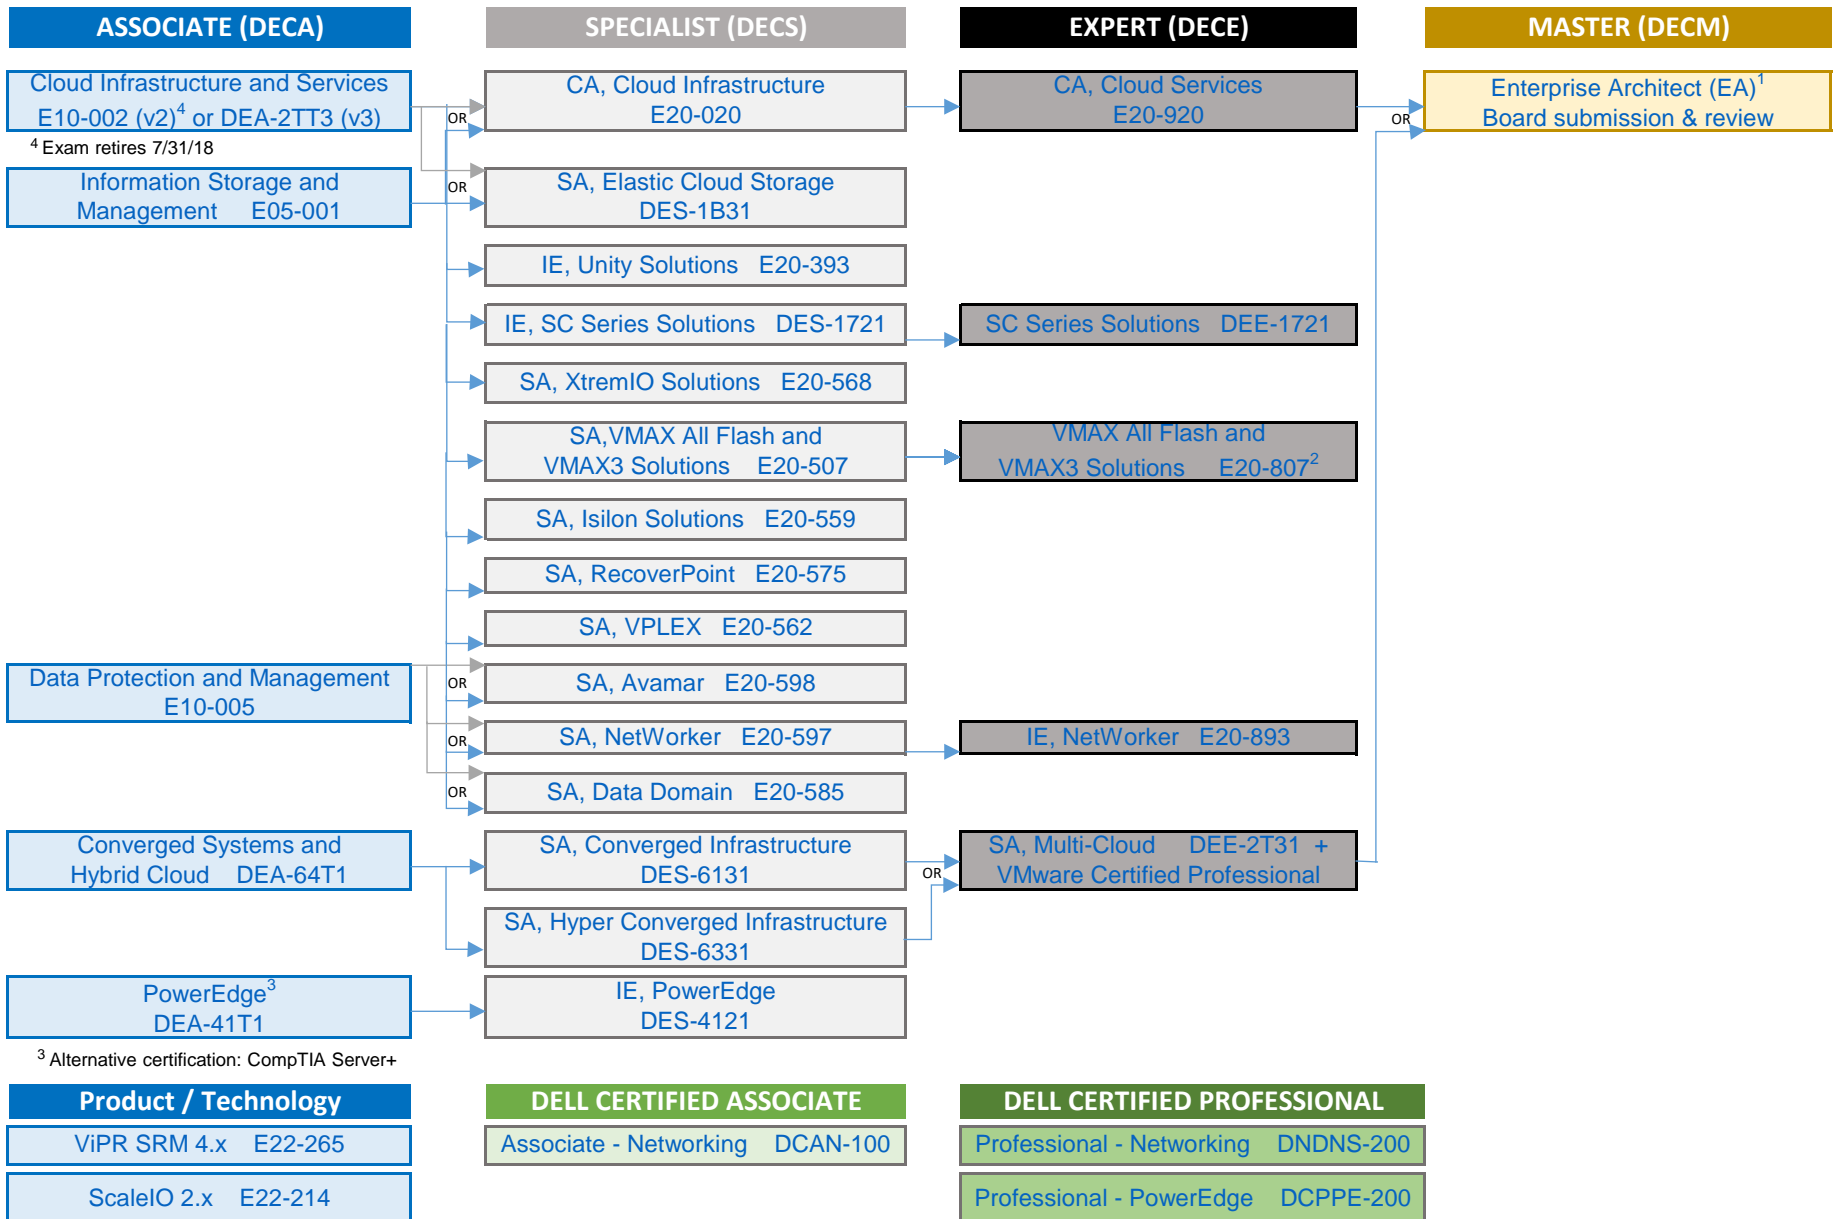 ASSOCIATE (DECA)
SPECIALIST (DECS)
EXPERT (DECE)
MASTER (DECM)
Cloud Infrastructure and Services
E10-002 (v2)4 or DEA-2TT3 (v3)
OR
CA, Cloud Infrastructure
E20-020
CA, Cloud Services
E20-920
OR
Enterprise Architect (EA)1
Board submission & review
4 Exam retires 7/31/18
Information Storage and
Management E05-001
OR
SA, Elastic Cloud Storage
DES-1B31
IE, Unity Solutions E20-393
IE, SC Series Solutions DES-1721
SC Series Solutions DEE-1721
SA, XtremIO Solutions E20-568
SA,VMAX All Flash and
VMAX3 Solutions E20-507
VMAX All Flash and
VMAX3 Solutions E20-8072
SA, Isilon Solutions E20-559
SA, RecoverPoint E20-575
SA, VPLEX E20-562
Data Protection and Management
E10-005
OR
SA, Avamar E20-598
OR
SA, NetWorker E20-597
IE, NetWorker E20-893
OR
SA, Data Domain E20-585
Converged Systems and
Hybrid Cloud DEA-64T1
SA, Converged Infrastructure
DES-6131
OR
SA, Multi-Cloud DEE-2T31 +
VMware Certified Professional
SA, Hyper Converged Infrastructure
DES-6331
PowerEdge3
DEA-41T1
IE, PowerEdge
DES-4121
3 Alternative certification: CompTIA Server+
Product / Technology
DELL CERTIFIED ASSOCIATE
DELL CERTIFIED PROFESSIONAL
ViPR SRM 4.x E22-265
Associate - Networking DCAN-100
Professional - Networking DNDNS-200
ScaleIO 2.x E22-214
Professional - PowerEdge DCPPE-200